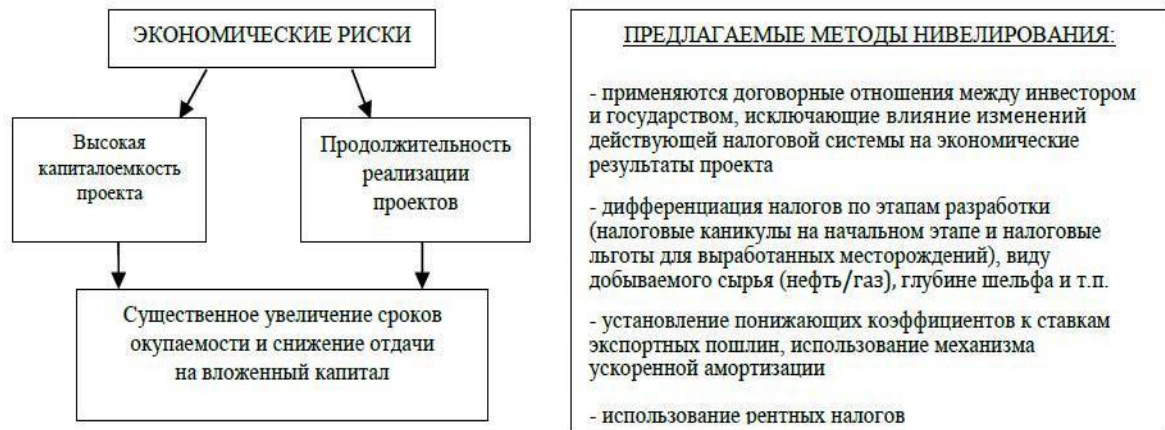 ЭКОНОМИЧЕСКИЕ РИСКИ
Высокая
капиталоемкость
проекта
Продолжительность
реализации
проектов
Существенное увеличение сроков
окупаемости и снижение отдачи
на вложенный капитал
ПРЕДЛАГАЕМЫЕ МЕТОДЫ НИВЕЛИРОВАНИЯ:
- применяются договорные отношения между инвестором
и государством, исключающие влияние изменений
действующей налоговой системы на экономические
результаты проекта
- дифференциация налогов по этапам разработки
(налоговые каникулы на начальном этапе и налоговые
льготы для выработанных месторождений), виду
добываемого сырья (нефть/газ), глубине шельфа и т.п.
- установление понижающих коэффициентов к ставкам
экспортных пошлин, использование механизма
ускоренной амортизации
- использование рентных налогов